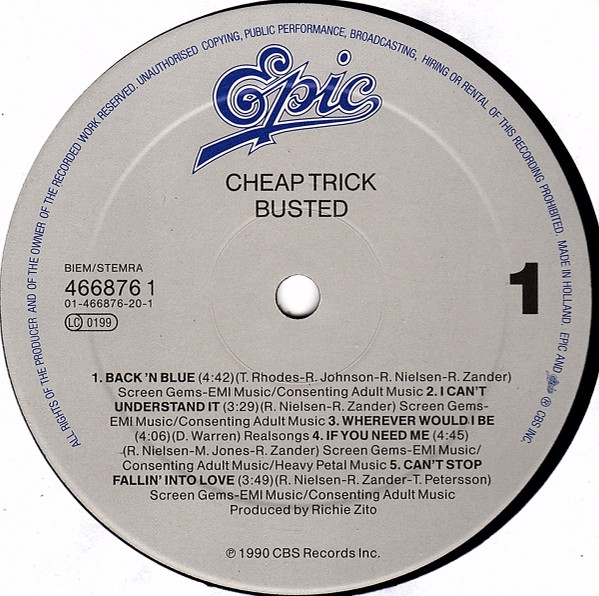 ALL RIGHTS OF THE PRODUCER AND OF THE OWNER OF THE RECORDED WORK RESERVED. UNAUTHORISED COPYING, PUBLIC PERFORMANCE, BROADCASTING, HIRING OR RENTAL OF THIS RECORDING PROHIBITED. MADE IN HOLLAND. EPIC AND Epic ® CBS INC.
Epic
CHEAP TRICK
BUSTED
BIEM/STEMRA
466876 1
01-466876-20-1
LC 0199
1
1. BACK 'N BLUE (4:42)(T. Rhodes-R. Johnson-R. Nielsen-R. Zander)
Screen Gems-EMI Music/Consenting Adult Music 2. I CAN'T
UNDERSTAND IT (3:29)(R. Nielsen-R. Zander) Screen Gems-
EMI Music/Consenting Adult Music 3. WHEREVER WOULD I BE
(4:06)(D. Warren) Realsongs 4. IF YOU NEED ME (4:45)
(R. Nielsen-M. Jones-R. Zander) Screen Gems-EMI Music/
Consenting Adult Music/Heavy Petal Music 5. CAN'T STOP
FALLIN' INTO LOVE (3:49)(R. Nielsen-R. Zander-T. Petersson)
Screen Gems-EMI Music/Consenting Adult Music
Produced by Richie Zito
℗ 1990 CBS Records Inc.